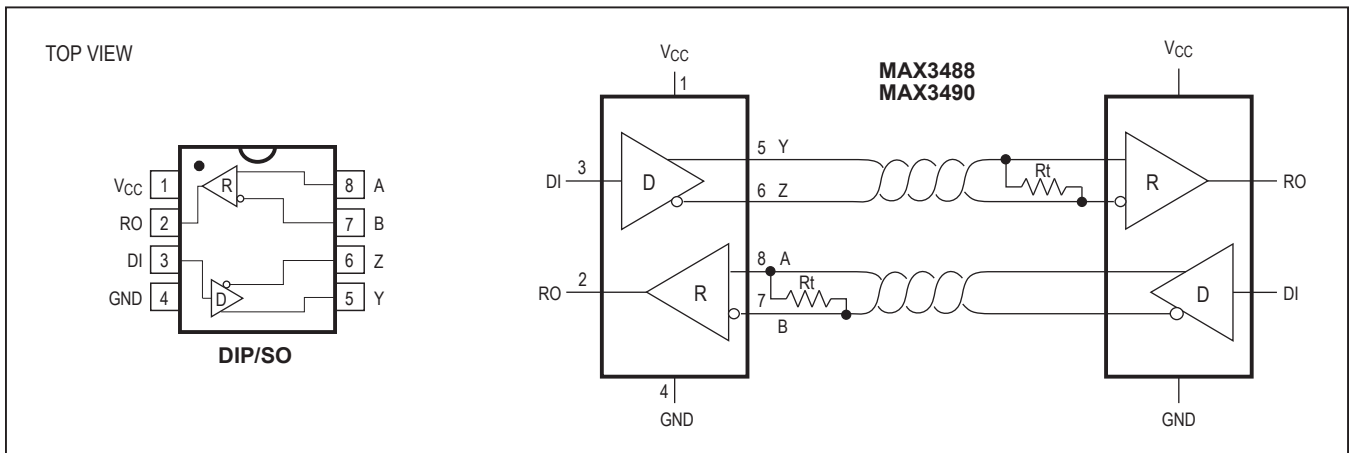 TOP VIEW
VCC 1
RO 2
DI 3
GND 4
R
D
8 A
7 B
6 Z
5 Y
DIP/SO
MAX3488
MAX3490
VCC
1
DI 3
D
5 Y
6 Z
Rt
R
RO
VCC
RO 2
R
8 A
7
B
Rt
D
DI
4
GND
GND